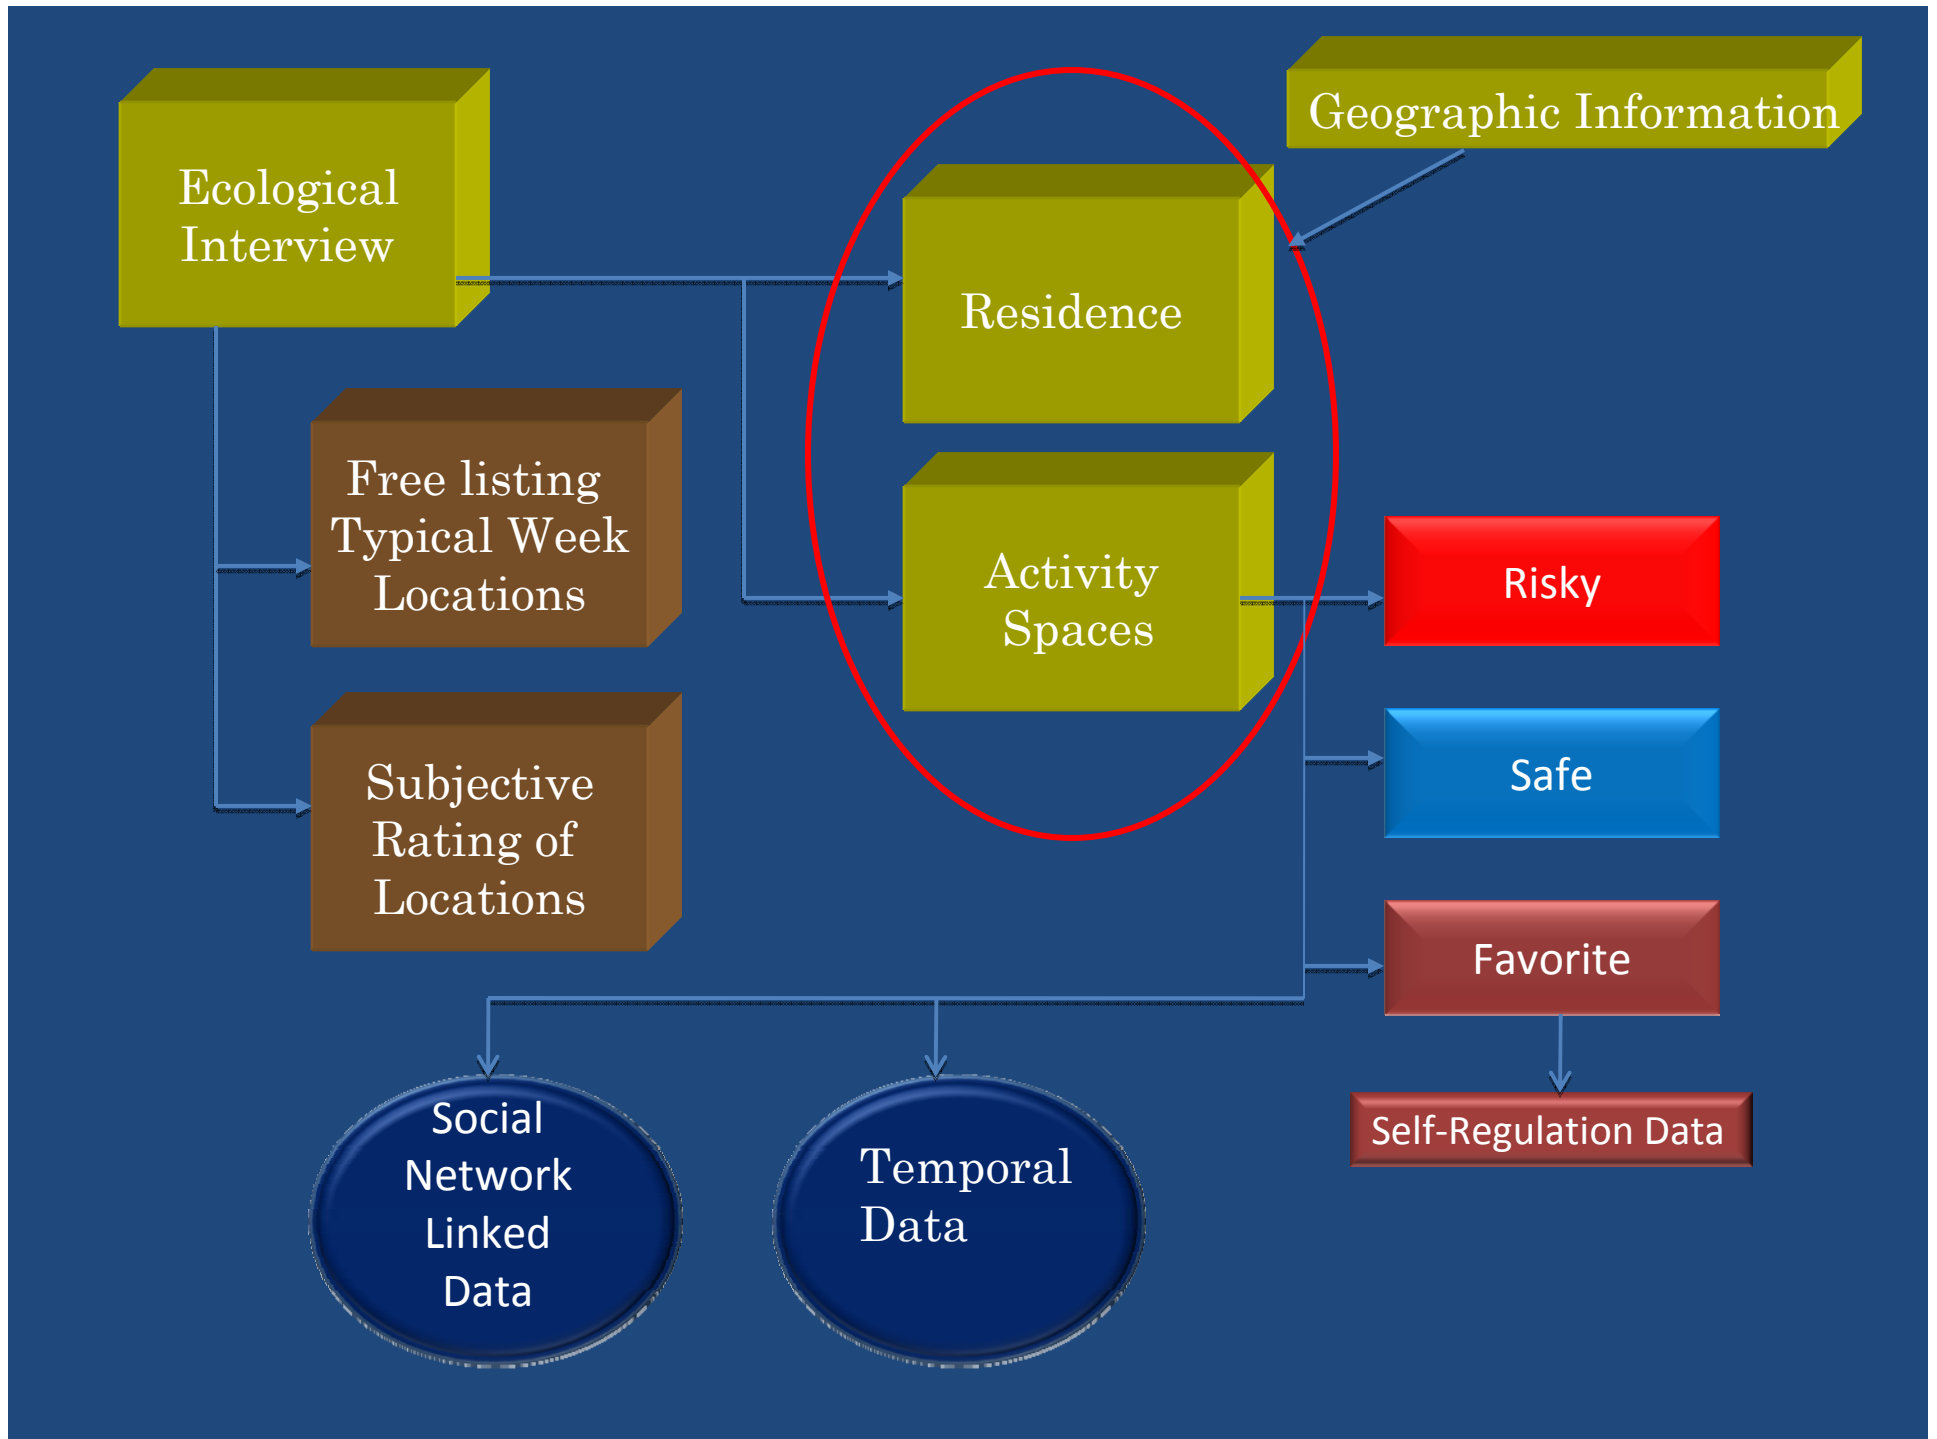 Geographic Information
Ecological
Interview
Residence
Free listing
Typical Week
Locations
Activity
Spaces
Risky
Safe
Subjective
Rating of
Locations
Favorite
Self-Regulation Data
Social
Network
Linked
Data
Temporal
Data